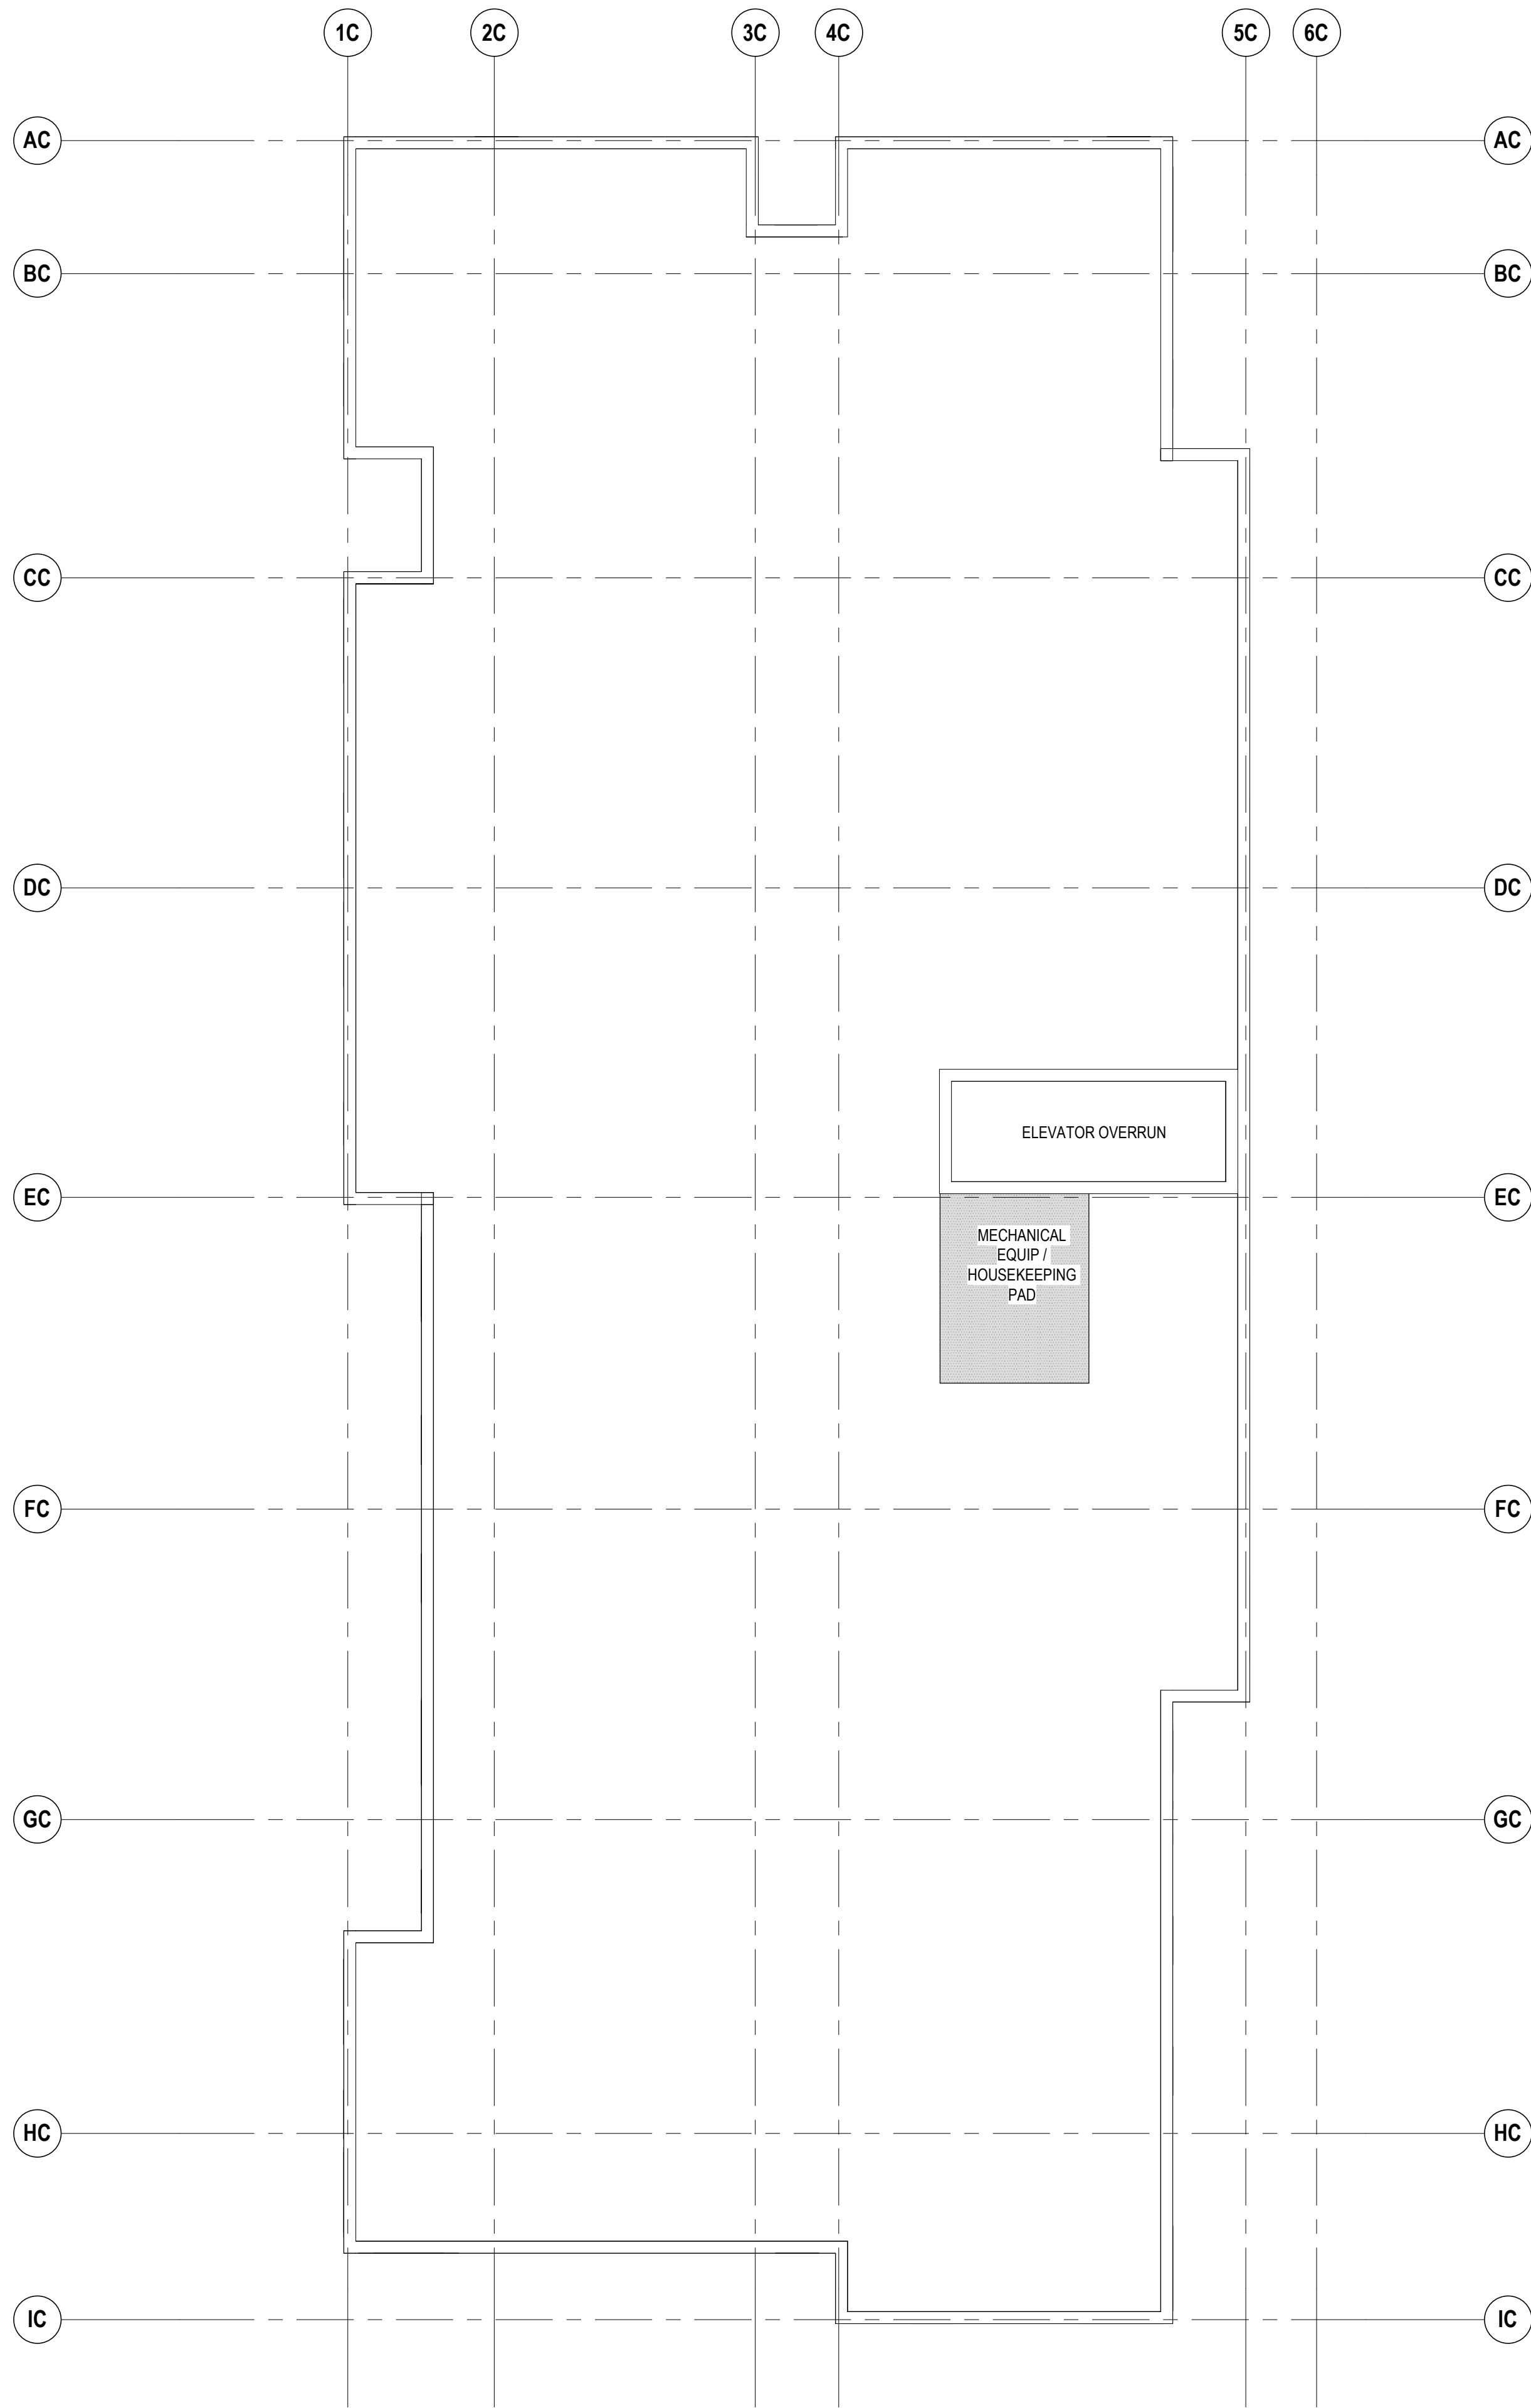 1C 2C 3C 4C 5C 6C
AC AC
BC BC
CC CC
DC DC
ELEVATOR OVERRUN
EC EC
MECHANICAL
EQUIP /
HOUSEKEEPING
PAD
FC FC
GC GC
HC HC
IC IC